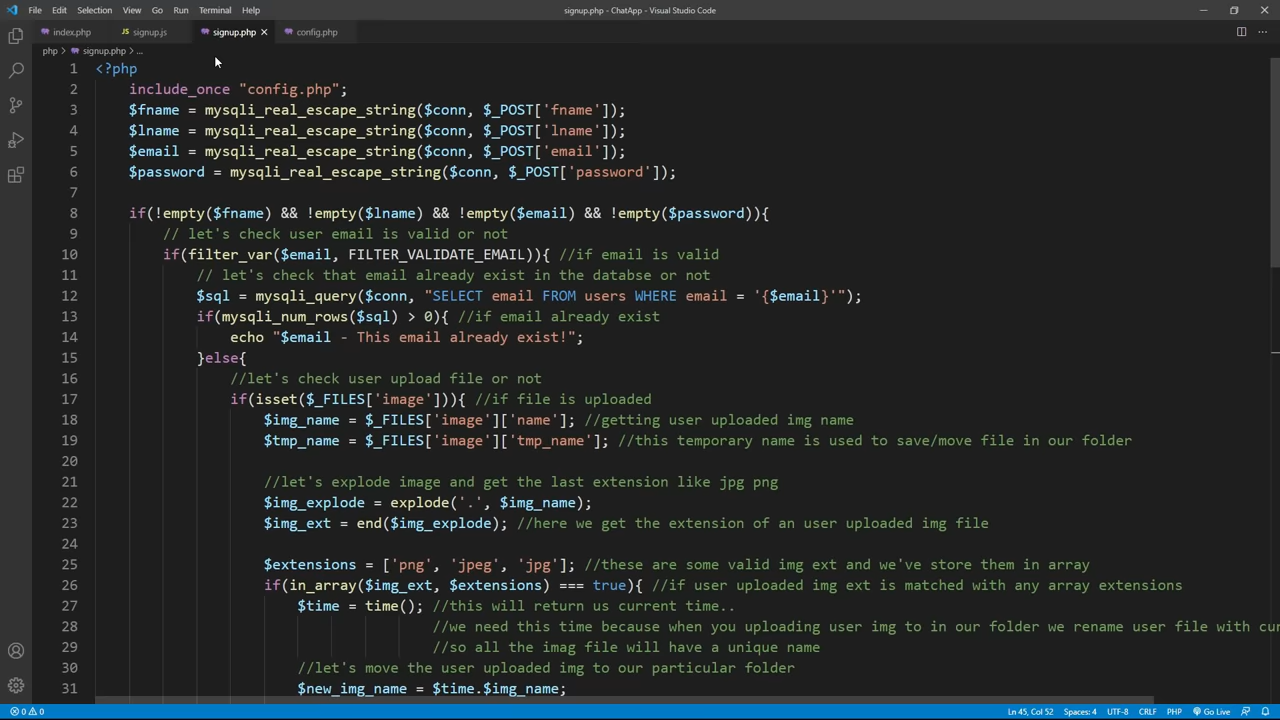 File Edit Selection View Go Run Terminal Help signup.php - ChatApp - Visual Studio Code
index.php JS signup.js signup.php config.php
php > signup.php > ...
1 <?php
2 include_once "config.php";
3 $fname = mysqli_real_escape_string($conn, $_POST['fname']);
4 $lname = mysqli_real_escape_string($conn, $_POST['lname']);
5 $email = mysqli_real_escape_string($conn, $_POST['email']);
6 $password = mysqli_real_escape_string($conn, $_POST['password']);
7
8 if(!empty($fname) && !empty($lname) && !empty($email) && !empty($password)){
9 // let's check user email is valid or not
10 if(filter_var($email, FILTER_VALIDATE_EMAIL)){ //if email is valid
11 // let's check that email already exist in the databse or not
12 $sql = mysqli_query($conn, "SELECT email FROM users WHERE email = '{$email}'");
13 if(mysqli_num_rows($sql) > 0){ //if email already exist
14 echo "$email - This email already exist!";
15 }else{
16 //let's check user upload file or not
17 if(isset($_FILES['image'])){ //if file is uploaded
18 $img_name = $_FILES['image']['name']; //getting user uploaded img name
19 $tmp_name = $_FILES['image']['tmp_name']; //this temporary name is used to save/move file in our folder
20
21 //let's explode image and get the last extension like jpg png
22 $img_explode = explode('.', $img_name);
23 $img_ext = end($img_explode); //here we get the extension of an user uploaded img file
24
25 $extensions = ['png', 'jpeg', 'jpg']; //these are some valid img ext and we've store them in array
26 if(in_array($img_ext, $extensions) === true){ //if user uploaded img ext is matched with any array extensions
27 $time = time(); //this will return us current time..
28 //we need this time because when you uploading user img to in our folder we rename user file with cur
29 //so all the imag file will have a unique name
30 //let's move the user uploaded img to our particular folder
31 $new_img_name = $time.$img_name;
0 0 Ln 45, Col 52 Spaces: 4 UTF-8 CRLF PHP Go Live